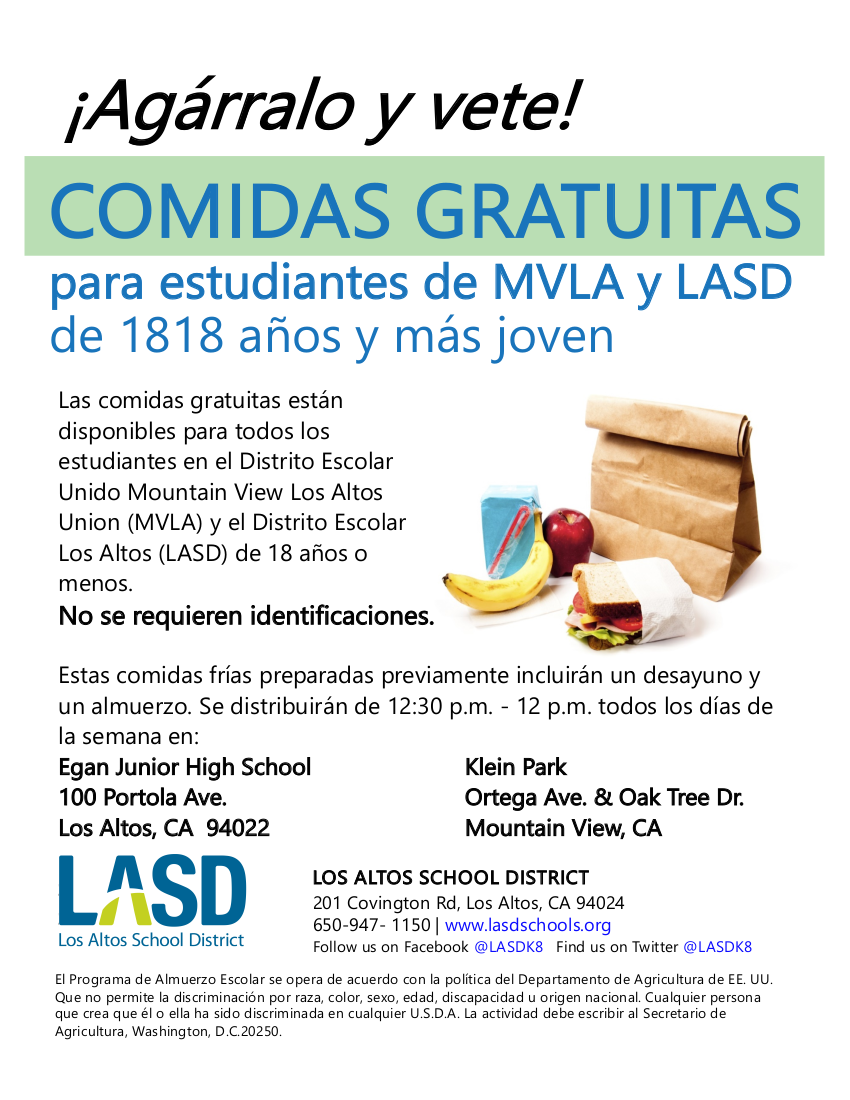 ¡Agárralo y vete!
COMIDAS GRATUITAS
para estudiantes de MVLA y LASD
de 1818 años y más joven
Las comidas gratuitas están
disponibles para todos los
estudiantes en el Distrito Escolar
Unido Mountain View Los Altos
Union (MVLA) y el Distrito Escolar
Los Altos (LASD) de 18 años o
menos.
No se requieren identificaciones.
Estas comidas frías preparadas previamente incluirán un desayuno y
un almuerzo. Se distribuirán de 12:30 p.m. - 12 p.m. todos los días de
la semana en:
Egan Junior High School
100 Portola Ave.
Los Altos, CA  94022
Klein Park
Ortega Ave. & Oak Tree Dr.
Mountain View, CA
LASD
Los Altos School District
LOS ALTOS SCHOOL DISTRICT
201 Covington Rd, Los Altos, CA 94024
650-947- 1150 | www.lasdschools.org
Follow us on Facebook @LASDK8   Find us on Twitter @LASDK8
El Programa de Almuerzo Escolar se opera de acuerdo con la política del Departamento de Agricultura de EE. UU.
Que no permite la discriminación por raza, color, sexo, edad, discapacidad u origen nacional. Cualquier persona
que crea que él o ella ha sido discriminada en cualquier U.S.D.A. La actividad debe escribir al Secretario de
Agricultura, Washington, D.C.20250.